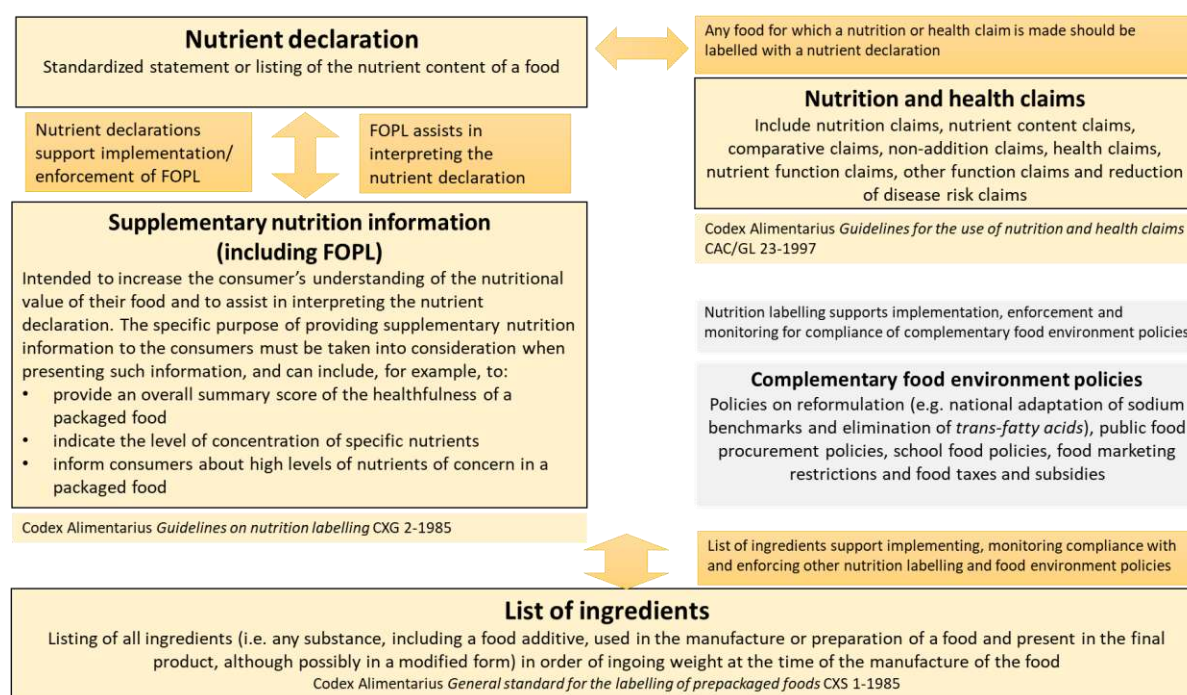 Nutrient declaration
Standardized statement or listing of the nutrient content of a food
Any food for which a nutrition or health claim is made should be
labelled with a nutrient declaration
Nutrient declarations
support implementation/
enforcement of FOPL
FOPL assists in
interpreting the
nutrient declaration
Nutrition and health claims
Include nutrition claims, nutrient content claims,
comparative claims, non-addition claims, health claims,
nutrient function claims, other function claims and reduction
of disease risk claims
Codex Alimentarius Guidelines for the use of nutrition and health claims
CAC/GL 23-1997
Supplementary nutrition information
(including FOPL)
Intended to increase the consumer's understanding of the nutritional
value of their food and to assist in interpreting the nutrient
declaration. The specific purpose of providing supplementary nutrition
information to the consumers must be taken into consideration when
presenting such information, and can include, for example, to:
• provide an overall summary score of the healthfulness of a
packaged food
• indicate the level of concentration of specific nutrients
• inform consumers about high levels of nutrients of concern in a
packaged food
Codex Alimentarius Guidelines on nutrition labelling CXG 2-1985
Nutrition labelling supports implementation, enforcement and
monitoring for compliance of complementary food environment policies
Complementary food environment policies
Policies on reformulation (e.g. national adaptation of sodium
benchmarks and elimination of trans-fatty acids), public food
procurement policies, school food policies, food marketing
restrictions and food taxes and subsidies
List of ingredients support implementing, monitoring compliance with
and enforcing other nutrition labelling and food environment policies
List of ingredients
Listing of all ingredients (i.e. any substance, including a food additive, used in the manufacture or preparation of a food and present in the final
product, although possibly in a modified form) in order of ingoing weight at the time of the manufacture of the food
Codex Alimentarius General standard for the labelling of prepackaged foods CXS 1-1985